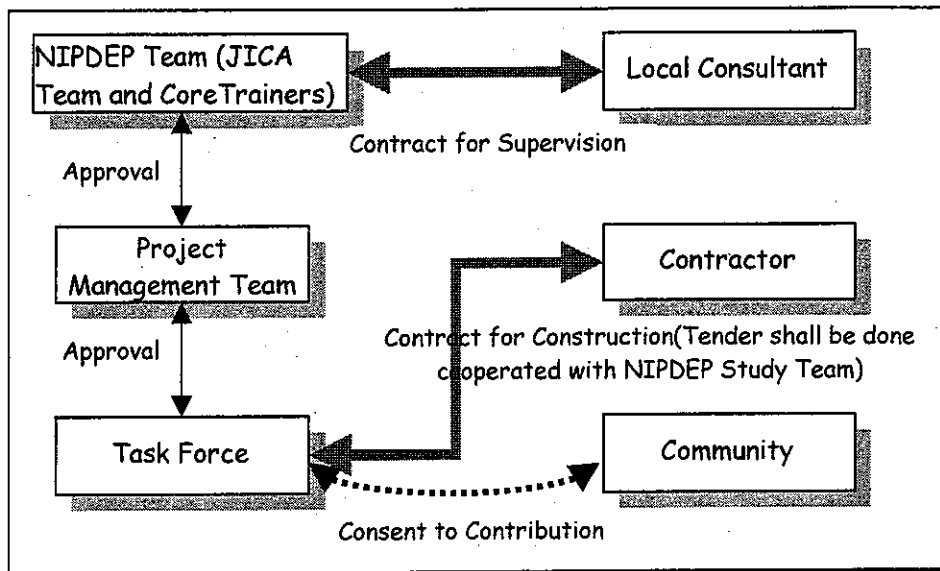 NIPDEP Team (JICA
Team and CoreTrainers)
Local Consultant
Contract for Supervision
Approval
Project
Management Team
Contractor
Contract for Construction(Tender shall be done
cooperated with NIPDEP Study Team)
Approval
Task Force
Community
Consent to Contribution